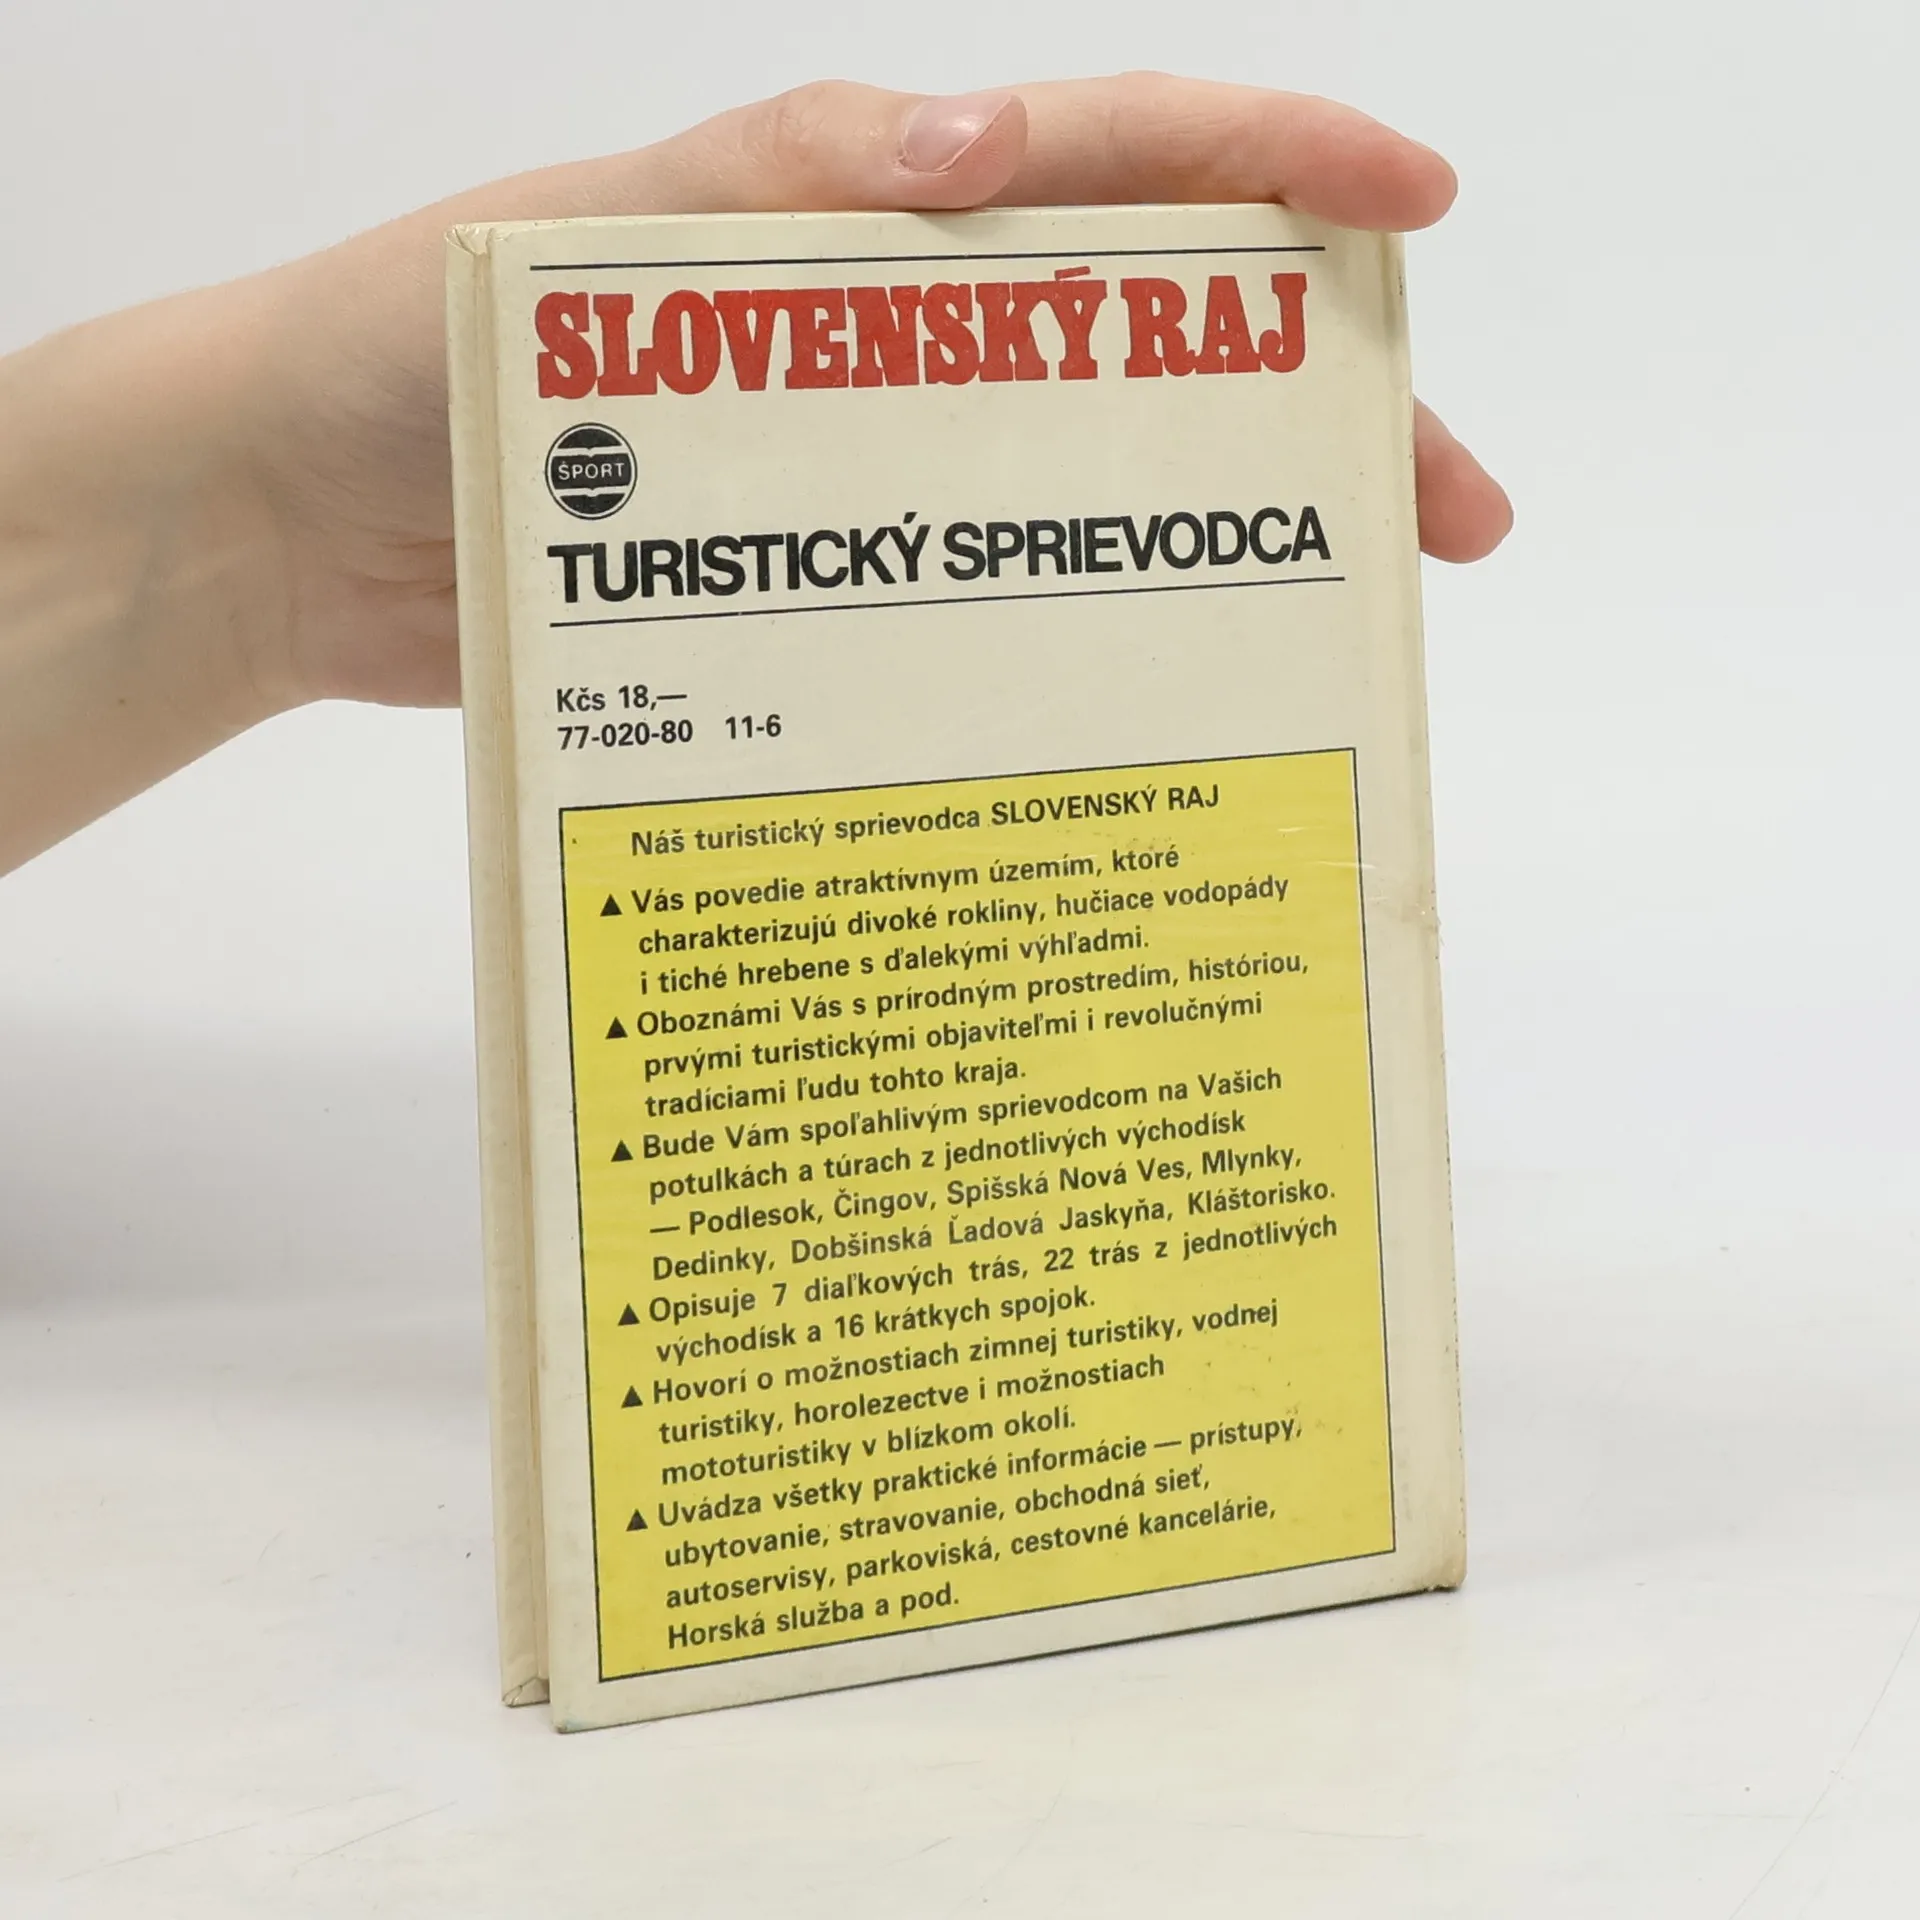 SLOVENSKÝ RAJ
ŠPORT
TURISTICKÝ SPRIEVODCA
Kčs 18,—
77-020-80 11-6
Náš turistický sprievodca SLOVENSKÝ RAJ
▲ Vás povedie atraktívnym územím, ktoré
charakterizujú divoké rokliny, hučiace vodopády
i tiché hrebene s ďalekými výhľadmi.
▲ Oboznámi Vás s prírodným prostredím, históriou,
prvými turistickými objaviteľmi i revolučnými
tradíciami ľudu tohto kraja.
▲ Bude Vám spoľahlivým sprievodcom na Vašich
potulkách a túrach z jednotlivých východísk
— Podlesok, Čingov, Spišská Nová Ves, Mlynky,
Dedinky, Dobšinská Ľadová Jaskyňa, Kláštorisko.
▲ Opisuje 7 diaľkových trás, 22 trás z jednotlivých
východísk a 16 krátkych spojok.
▲ Hovorí o možnostiach zimnej turistiky, vodnej
turistiky, horolezectve i možnostiach
mototuristiky v blízkom okolí.
▲ Uvádza všetky praktické informácie — prístupy,
ubytovanie, stravovanie, obchodná sieť,
autoservisy, parkoviská, cestovné kancelárie,
Horská služba a pod.